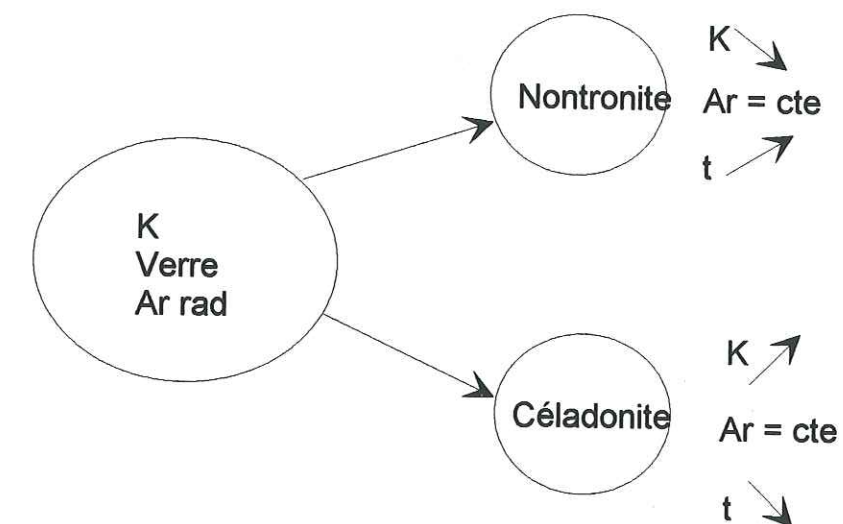 K
Verre
Ar rad
Nontronite
K
Ar = cte
t
Céladonite
K
Ar = cte
t